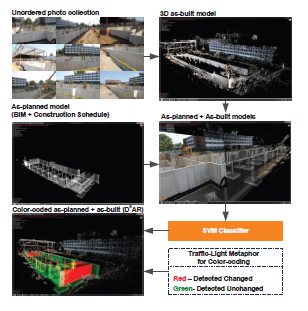 Unordered photo collection
3D as-built model
As-planned model
(BIM + Construction Schedule)
As-planned + As-built models
Color-coded as-planned + as-built (D⁴AR)
SVM Classifier
Traffic-Light Metaphor
for Color-coding
Red – Detected Changed
Green- Detected Unchanged